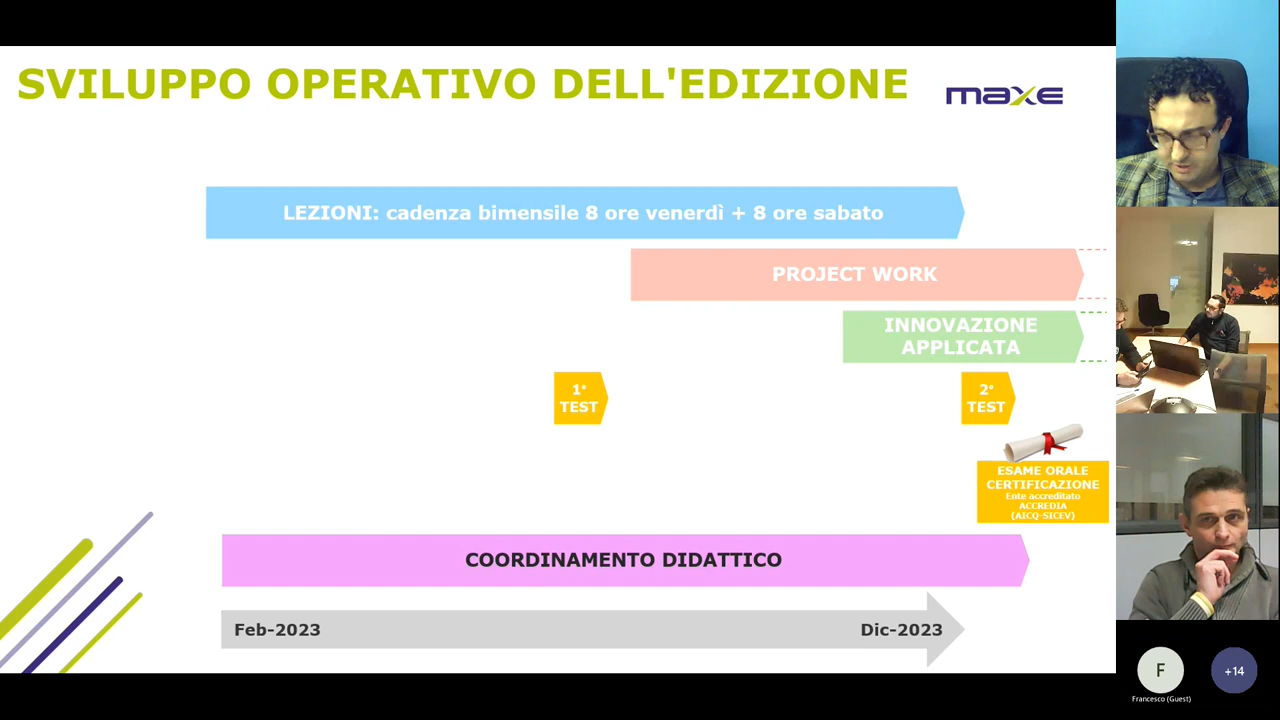 SVILUPPO OPERATIVO DELL'EDIZIONE
maxe
LEZIONI: cadenza bimensile 8 ore venerdì + 8 ore sabato
PROJECT WORK
INNOVAZIONE
APPLICATA
1°
TEST
2°
TEST
ESAME ORALE
CERTIFICAZIONE
Ente accreditato
ACCREDIA
(AICQ-SICEV)
COORDINAMENTO DIDATTICO
Feb-2023
Dic-2023
F
+14
Francesco (Guest)